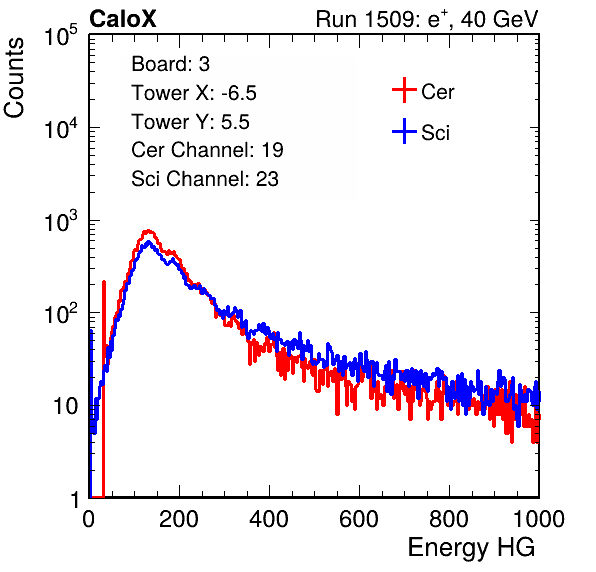 CaloX Run 1509: e⁺, 40 GeV
Counts
10⁵
10⁴
10³
10²
10
1
Board: 3
Tower X: -6.5
Tower Y: 5.5
Cer Channel: 19
Sci Channel: 23
Cer
Sci
0 200 400 600 800 1000
Energy HG